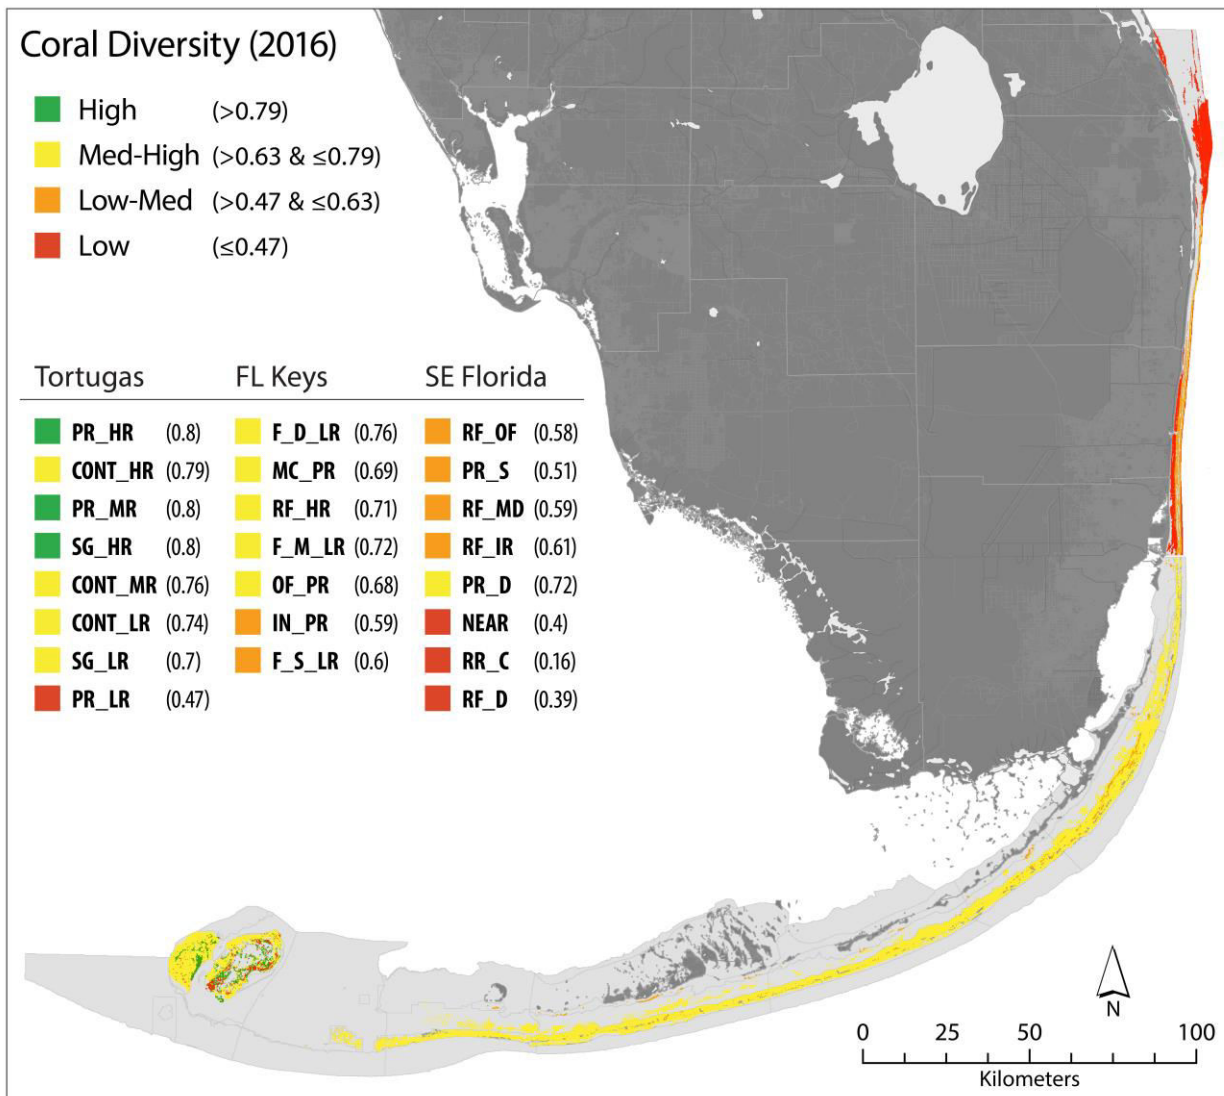 Coral Diversity (2016)
High (>0.79)
Med-High (>0.63 & ≤0.79)
Low-Med (>0.47 & ≤0.63)
Low (≤0.47)
Tortugas FL Keys SE Florida
PR_HR (0.8) F_D_LR (0.76) RF_OF (0.58)
CONT_HR (0.79) MC_PR (0.69) PR_S (0.51)
PR_MR (0.8) RF_HR (0.71) RF_MD (0.59)
SG_HR (0.8) F_M_LR (0.72) RF_IR (0.61)
CONT_MR (0.76) OF_PR (0.68) PR_D (0.72)
CONT_LR (0.74) IN_PR (0.59) NEAR (0.4)
SG_LR (0.7) F_S_LR (0.6) RR_C (0.16)
PR_LR (0.47) RF_D (0.39)
N
0 25 50 100
Kilometers